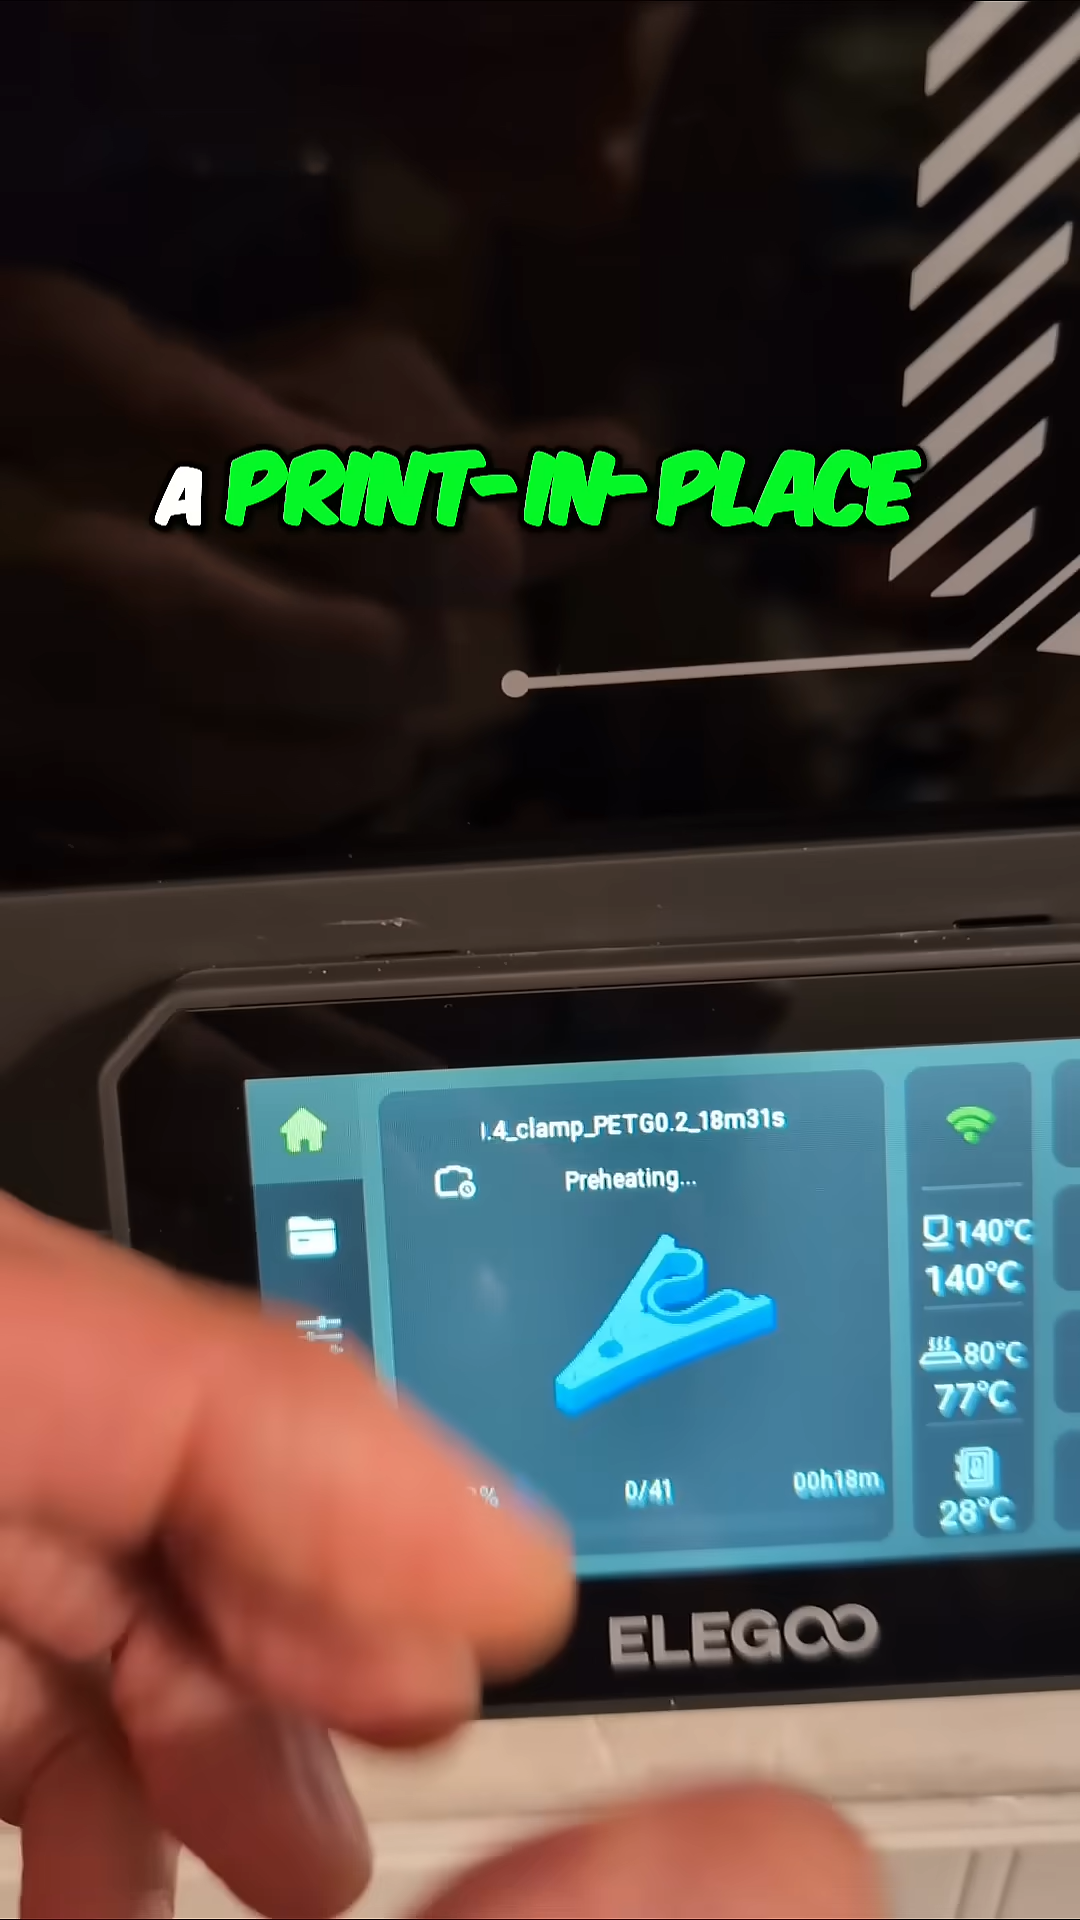 A PRINT-IN-PLACE
.4_clamp_PETG0.2_18m31s
Preheating...
140°C
140°C
80°C
77°C
%
0/41
00h18m
28°C
ELEGOO